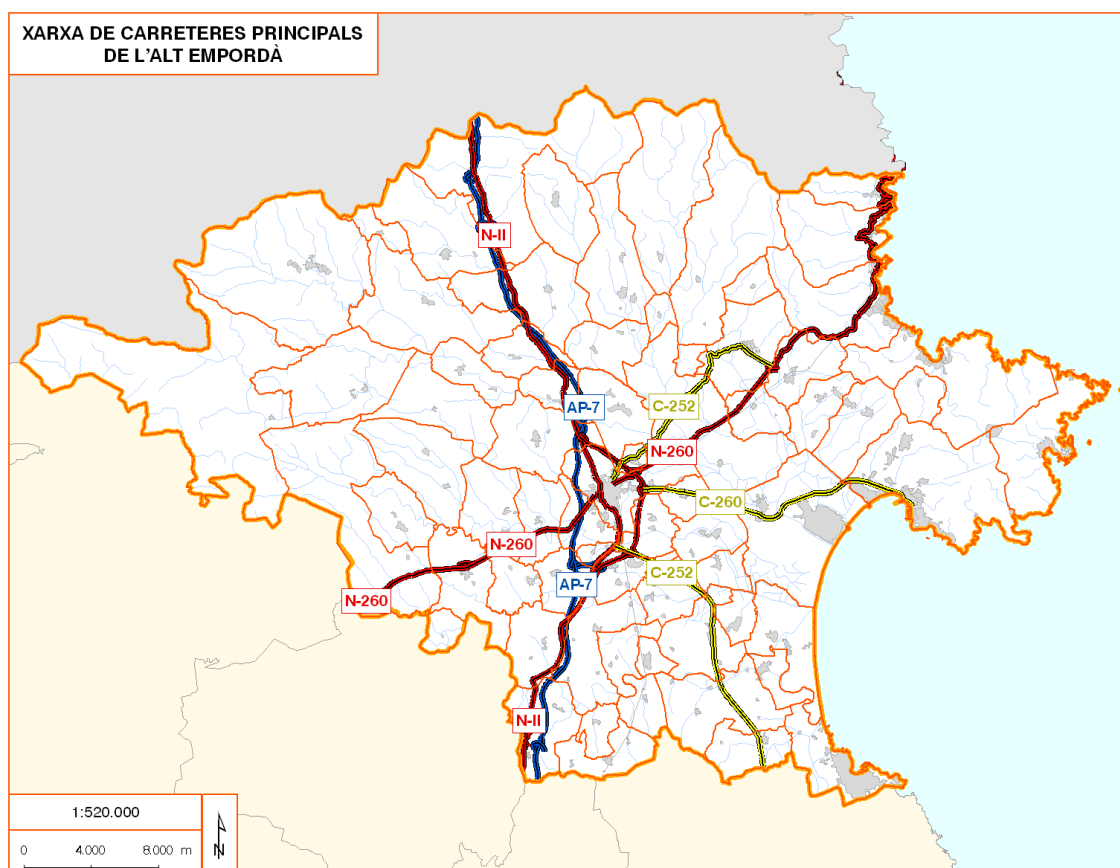 XARXA DE CARRETERES PRINCIPALS
DE L'ALT EMPORDÀ
N-II
AP-7
C-252
N-260
C-260
N-260
C-252
AP-7
N-260
N-II
1:520.000
0 4.000 8.000 m
N